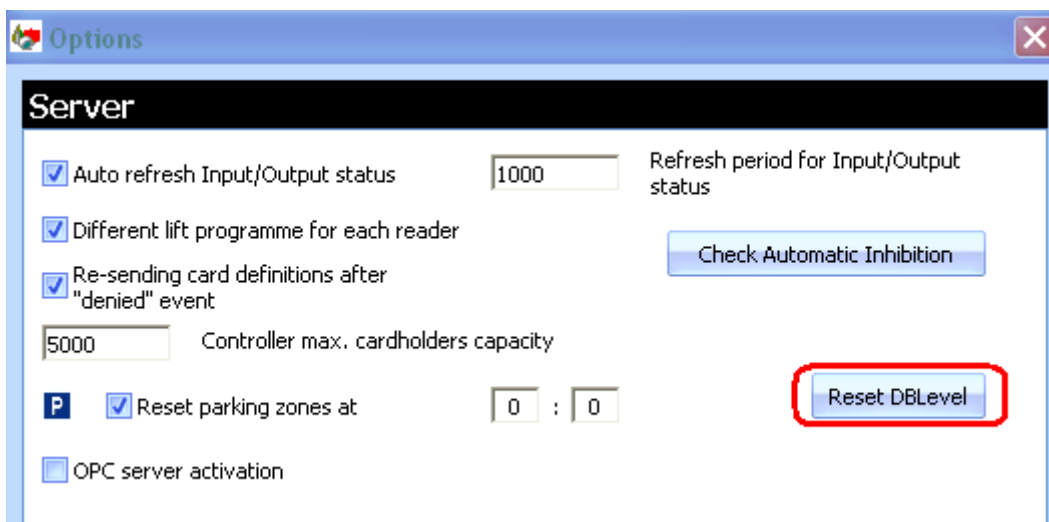 Options
Server
Auto refresh Input/Output status
1000
Refresh period for Input/Output
status
Different lift programme for each reader
Check Automatic Inhibition
Re-sending card definitions after
"denied" event
5000
Controller max. cardholders capacity
P
Reset parking zones at
0 : 0
Reset DBLevel
OPC server activation